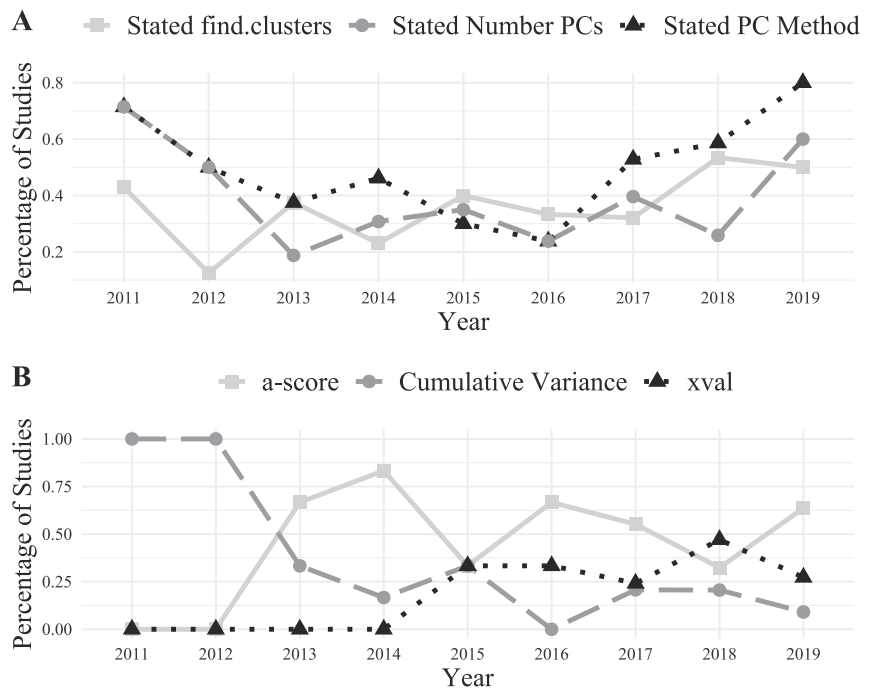 A
Stated find.clusters Stated Number PCs Stated PC Method
Percentage of Studies
0.8
0.6
0.4
0.2
2011 2012 2013 2014 2015 2016 2017 2018 2019
Year
B
a-score Cumulative Variance xval
Percentage of Studies
1.00
0.75
0.50
0.25
0.00
2011 2012 2013 2014 2015 2016 2017 2018 2019
Year